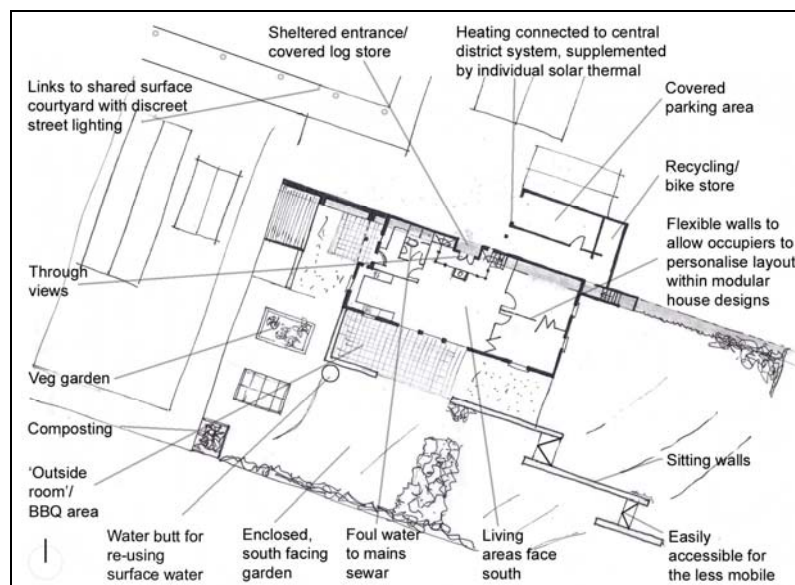 Sheltered entrance/
covered log store
Heating connected to central
district system, supplemented
by individual solar thermal
Links to shared surface
courtyard with discreet
street lighting
Covered
parking area
Recycling/
bike store
Flexible walls to
allow occupiers to
personalise layout
within modular
house designs
Through
views
Veg garden
Composting
'Outside
room'/
BBQ area
Water butt for
re-using
surface water
Enclosed,
south facing
garden
Foul water
to mains
sewar
Living
areas face
south
Sitting walls
Easily
accessible for
the less mobile